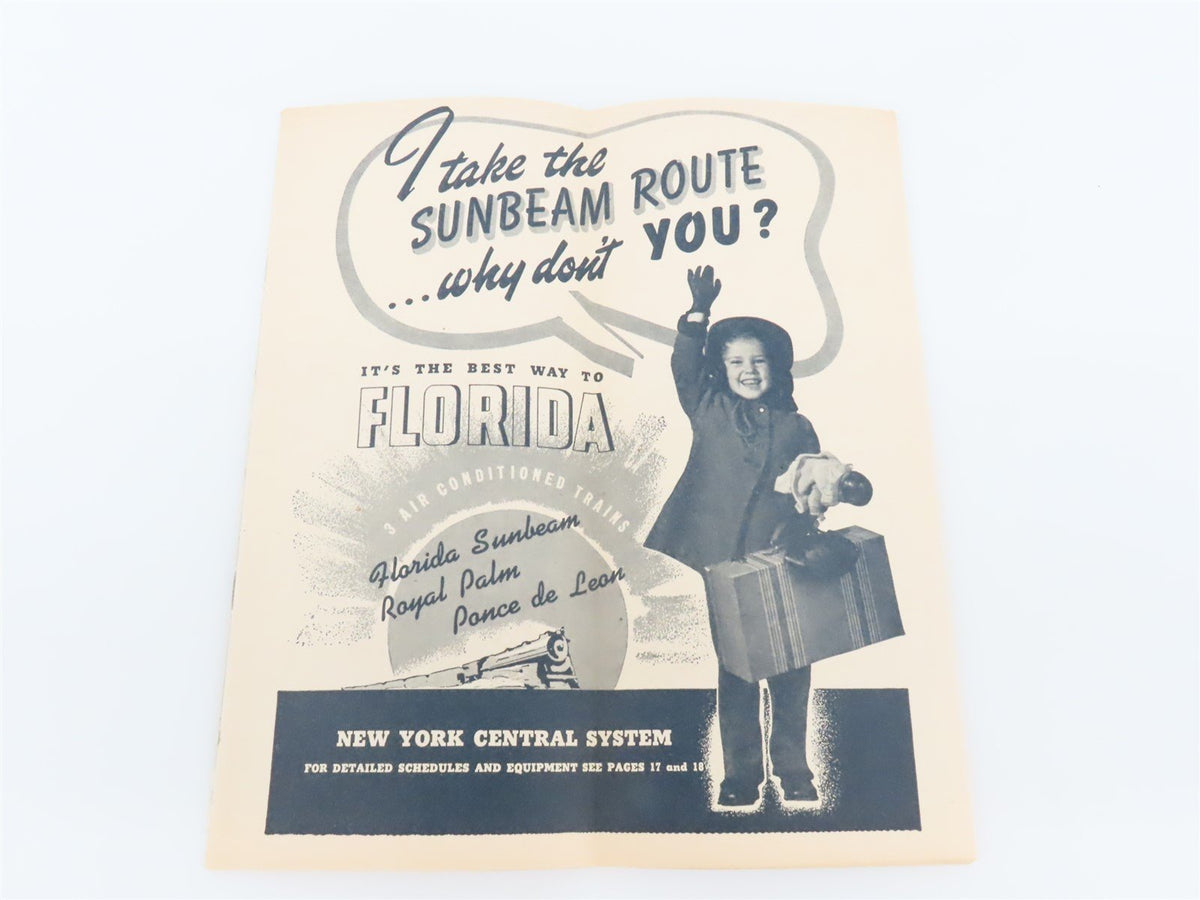 I take the
SUNBEAM ROUTE
...why don't YOU?
IT'S THE BEST WAY TO
FLORIDA
3 AIR CONDITIONED TRAINS
Florida Sunbeam
Royal Palm
Ponce de Leon
NEW YORK CENTRAL SYSTEM
FOR DETAILED SCHEDULES AND EQUIPMENT SEE PAGES 17 and 18